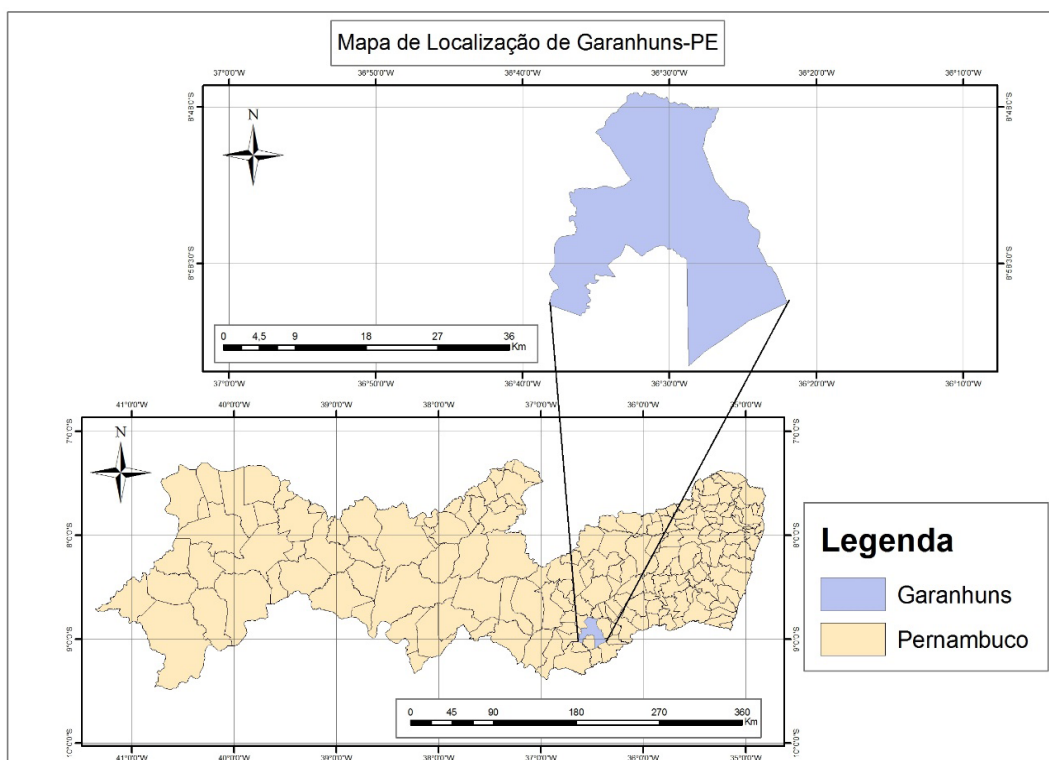 Mapa de Localização de Garanhuns-PE
37°0'0"W 36°50'0"W 36°40'0"W 36°30'0"W 36°20'0"W 36°10'0"W
N
8°48'0"S 8°48'0"S
8°58'30"S 8°58'30"S
0 4,5 9 18 27 36
Km
37°0'0"W 36°50'0"W 36°40'0"W 36°30'0"W 36°20'0"W 36°10'0"W
41°0'0"W 40°0'0"W 39°0'0"W 38°0'0"W 37°0'0"W 36°0'0"W 35°0'0"W
N
7°0'0"S 7°0'0"S
8°0'0"S 8°0'0"S
9°0'0"S 9°0'0"S
Legenda
Garanhuns
Pernambuco
0 45 90 180 270 360
Km
10°0'0"S 10°0'0"S
41°0'0"W 40°0'0"W 39°0'0"W 38°0'0"W 37°0'0"W 36°0'0"W 35°0'0"W